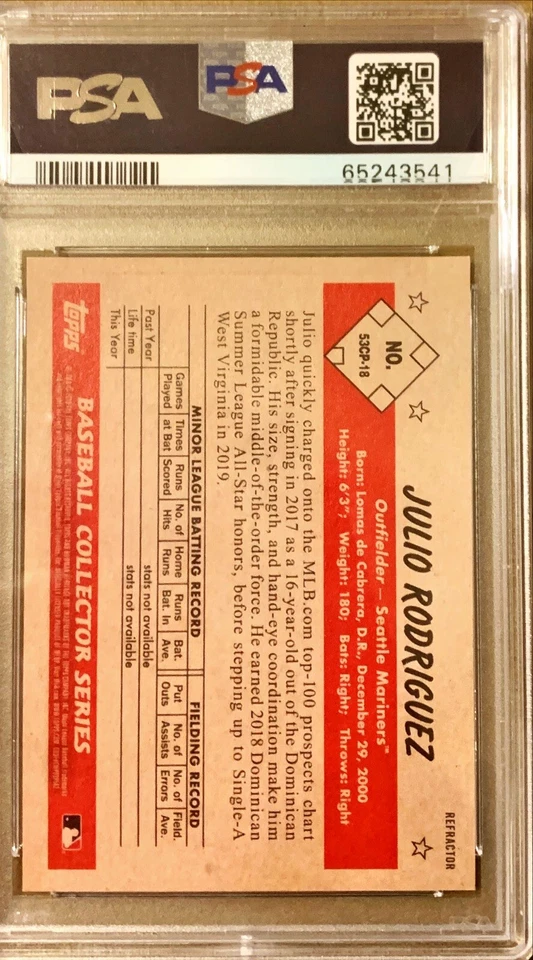 PSA
PSA
65243541
REFRACTOR
JULIO RODRIGUEZ
NO.
53CP-18
Outfielder — Seattle Mariners™
Born: Lomas de Cabrera, D.R., December 29, 2000
Height: 6'3"; Weight: 180; Bats: Right; Throws: Right
Julio quickly charged onto the MLB.com top-100 prospects chart
shortly after signing in 2017 as a 16-year-old out of the Dominican
Republic. His size, strength, and hand-eye coordination make him
a formidable middle-of-the-order force. He earned 2018 Dominican
Summer League All-Star honors, before stepping up to Single-A
West Virginia in 2019.
MINOR LEAGUE BATTING RECORD FIELDING RECORD
Games Times Runs No. of Home Runs Bat. Put No. of No. of Field.
Played at Bat Scored Hits Runs Bat. In Ave. Outs Assists Errors Ave.
Past Year stats not available
Life time stats not available
This Year
Topps BASEBALL COLLECTOR SERIES